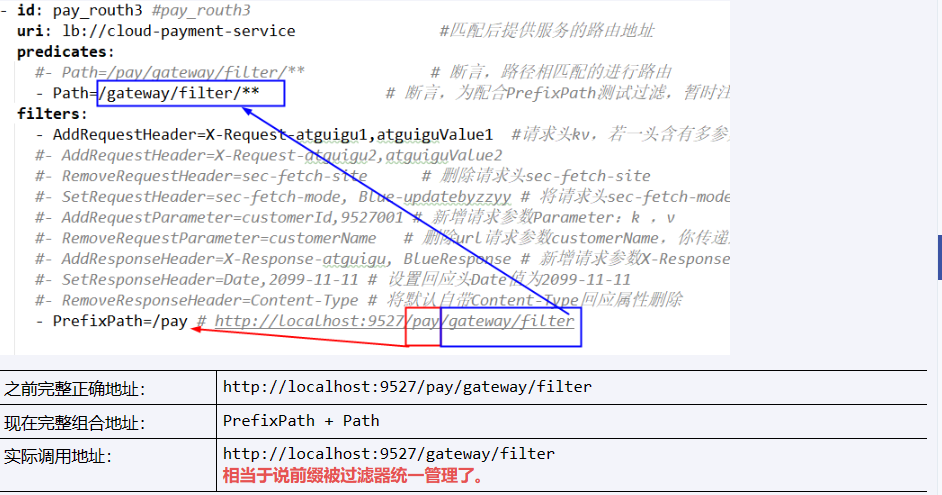 - id: pay_routh3 #pay_routh3
uri: lb://cloud-payment-service #匹配后提供服务的路由地址
predicates:
#- Path=/pay/gateway/filter/** # 断言，路径相匹配的进行路由
- Path=/gateway/filter/** # 断言，为配合PrefixPath测试过滤，暂时注
filters:
- AddRequestHeader=X-Request-atguigu1,atguiguValue1 #请求头kv，若一头含有多参
#- AddRequestHeader=X-Request-atguigu2,atguiguValue2
#- RemoveRequestHeader=sec-fetch-site # 删除请求头sec-fetch-site
#- SetRequestHeader=sec-fetch-mode, Blue-updatebyzzyy # 将请求头sec-fetch-mode
#- AddRequestParameter=customerId,9527001 # 新增请求参数Parameter：k ，v
#- RemoveRequestParameter=customerName # 删除url请求参数customerName，你传递
#- AddResponseHeader=X-Response-atguigu, BlueResponse # 新增请求参数X-Response
#- SetResponseHeader=Date,2099-11-11 # 设置回应头Date值为2099-11-11
#- RemoveResponseHeader=Content-Type # 将默认自带Content-Type回应属性删除
- PrefixPath=/pay # http://localhost:9527/pay/gateway/filter
之前完整正确地址： http://localhost:9527/pay/gateway/filter
现在完整组合地址： PrefixPath + Path
实际调用地址： http://localhost:9527/gateway/filter
相当于说前缀被过滤器统一管理了。